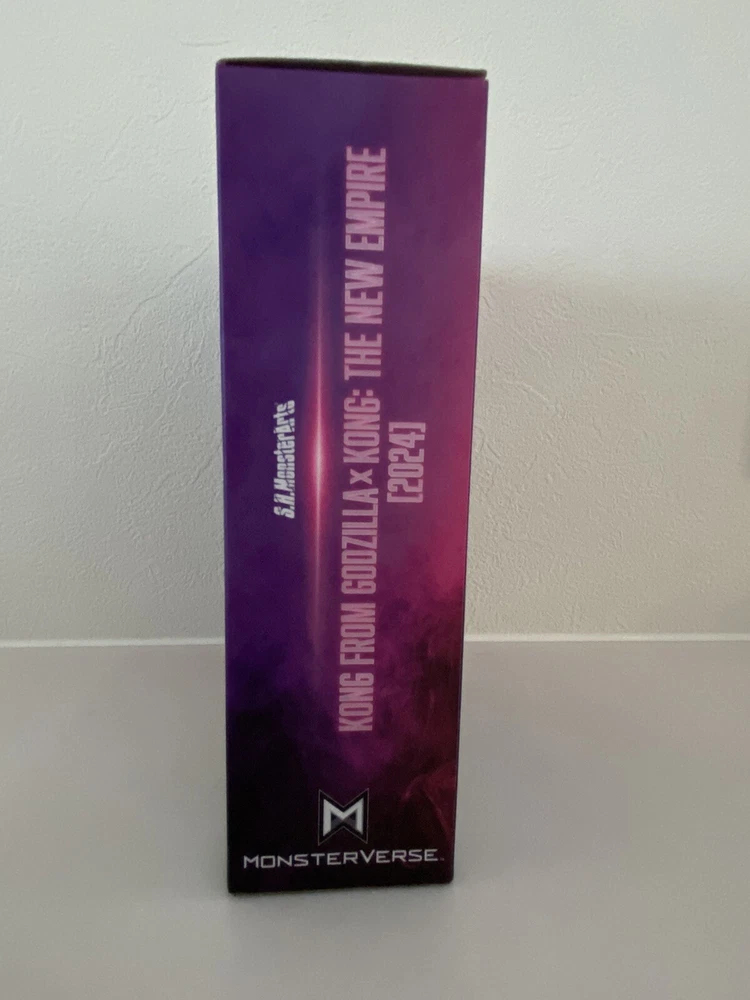 S.H.MonsterArts
KONG FROM GODZILLA x KONG: THE NEW EMPIRE
[2024]
M
MONSTERVERSE